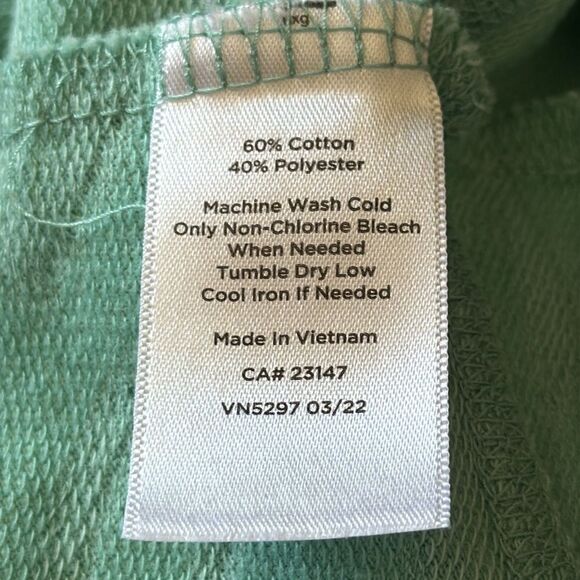 60% Cotton
40% Polyester
Machine Wash Cold
Only Non-Chlorine Bleach
When Needed
Tumble Dry Low
Cool Iron If Needed
Made In Vietnam
CA# 23147
VN5297 03/22